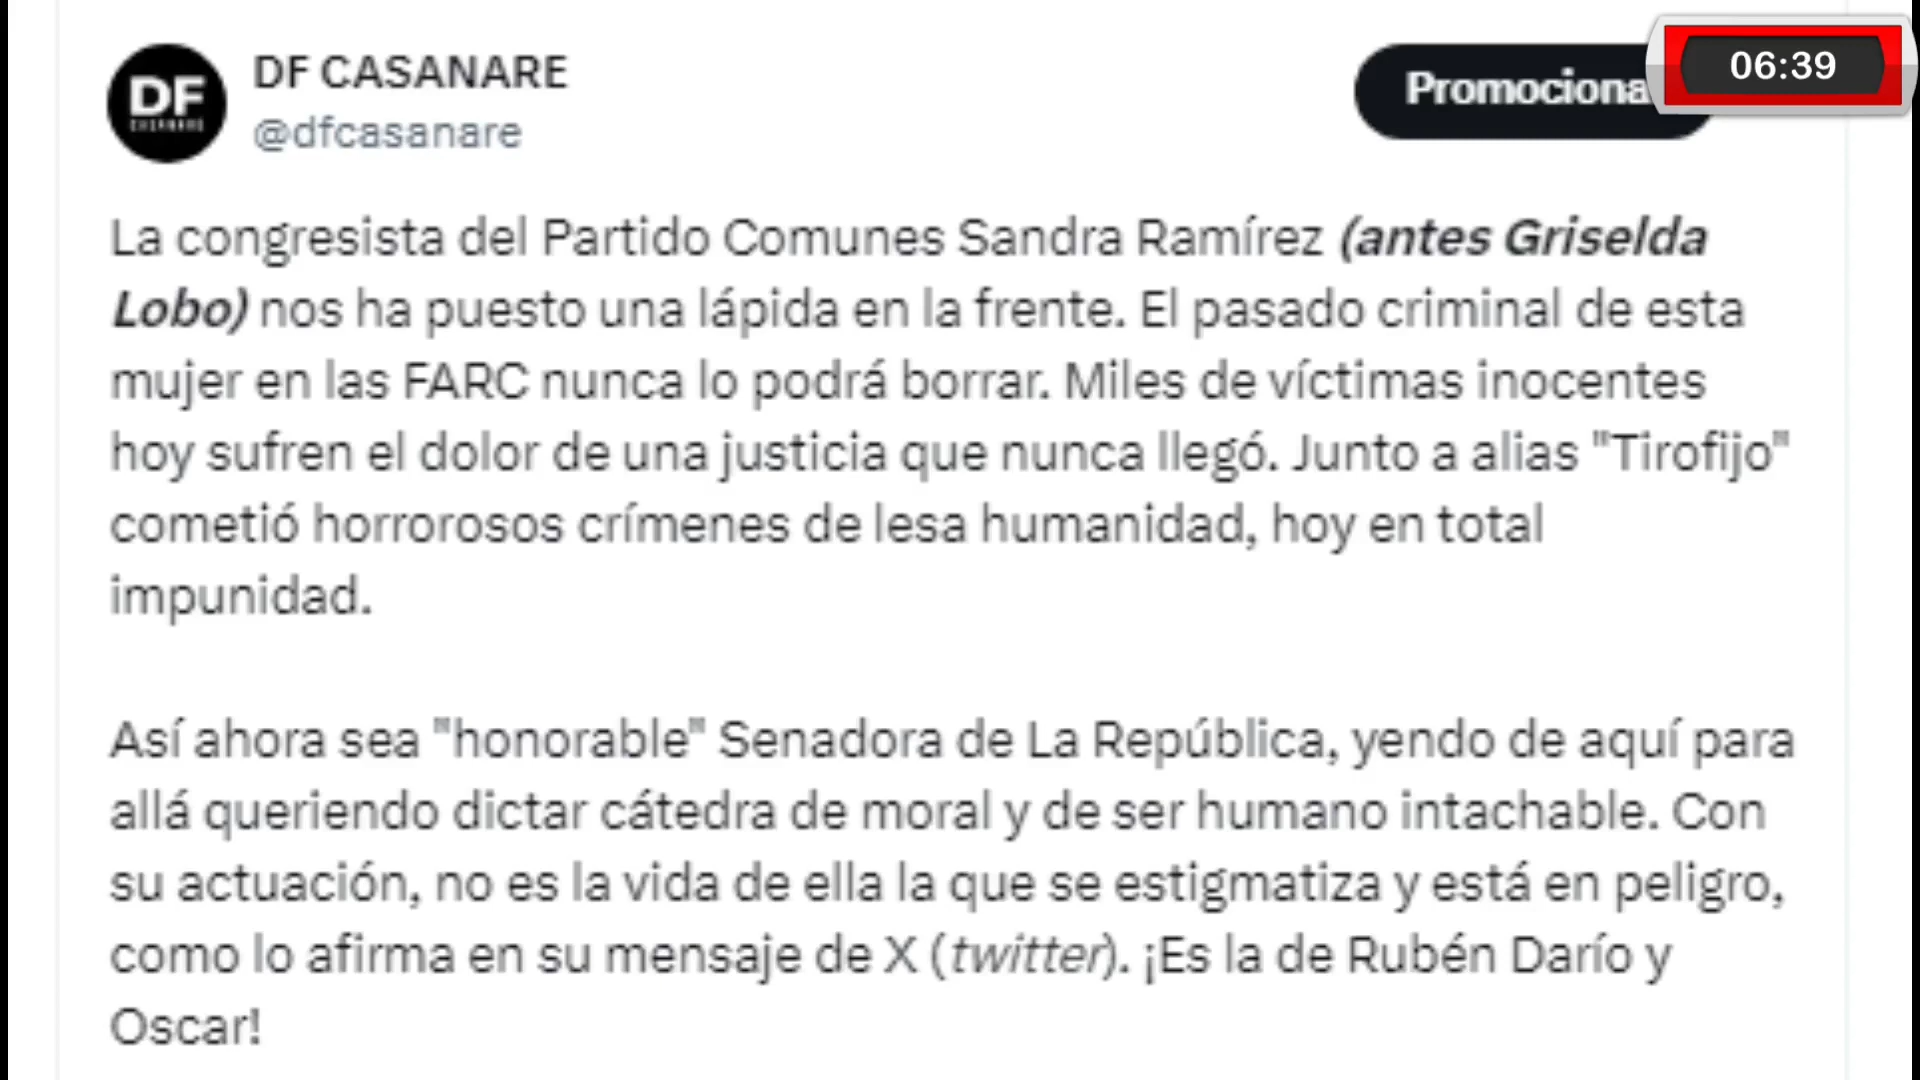 DF CASANARE
@dfcasanare
DF
CASANARE
Promociona
06:39
La congresista del Partido Comunes Sandra Ramírez (antes Griselda
Lobo) nos ha puesto una lápida en la frente. El pasado criminal de esta
mujer en las FARC nunca lo podrá borrar. Miles de víctimas inocentes
hoy sufren el dolor de una justicia que nunca llegó. Junto a alias "Tirofijo"
cometió horrorosos crímenes de lesa humanidad, hoy en total
impunidad.
Así ahora sea "honorable" Senadora de La República, yendo de aquí para
allá queriendo dictar cátedra de moral y de ser humano intachable. Con
su actuación, no es la vida de ella la que se estigmatiza y está en peligro,
como lo afirma en su mensaje de X (twitter). ¡Es la de Rubén Darío y
Oscar!